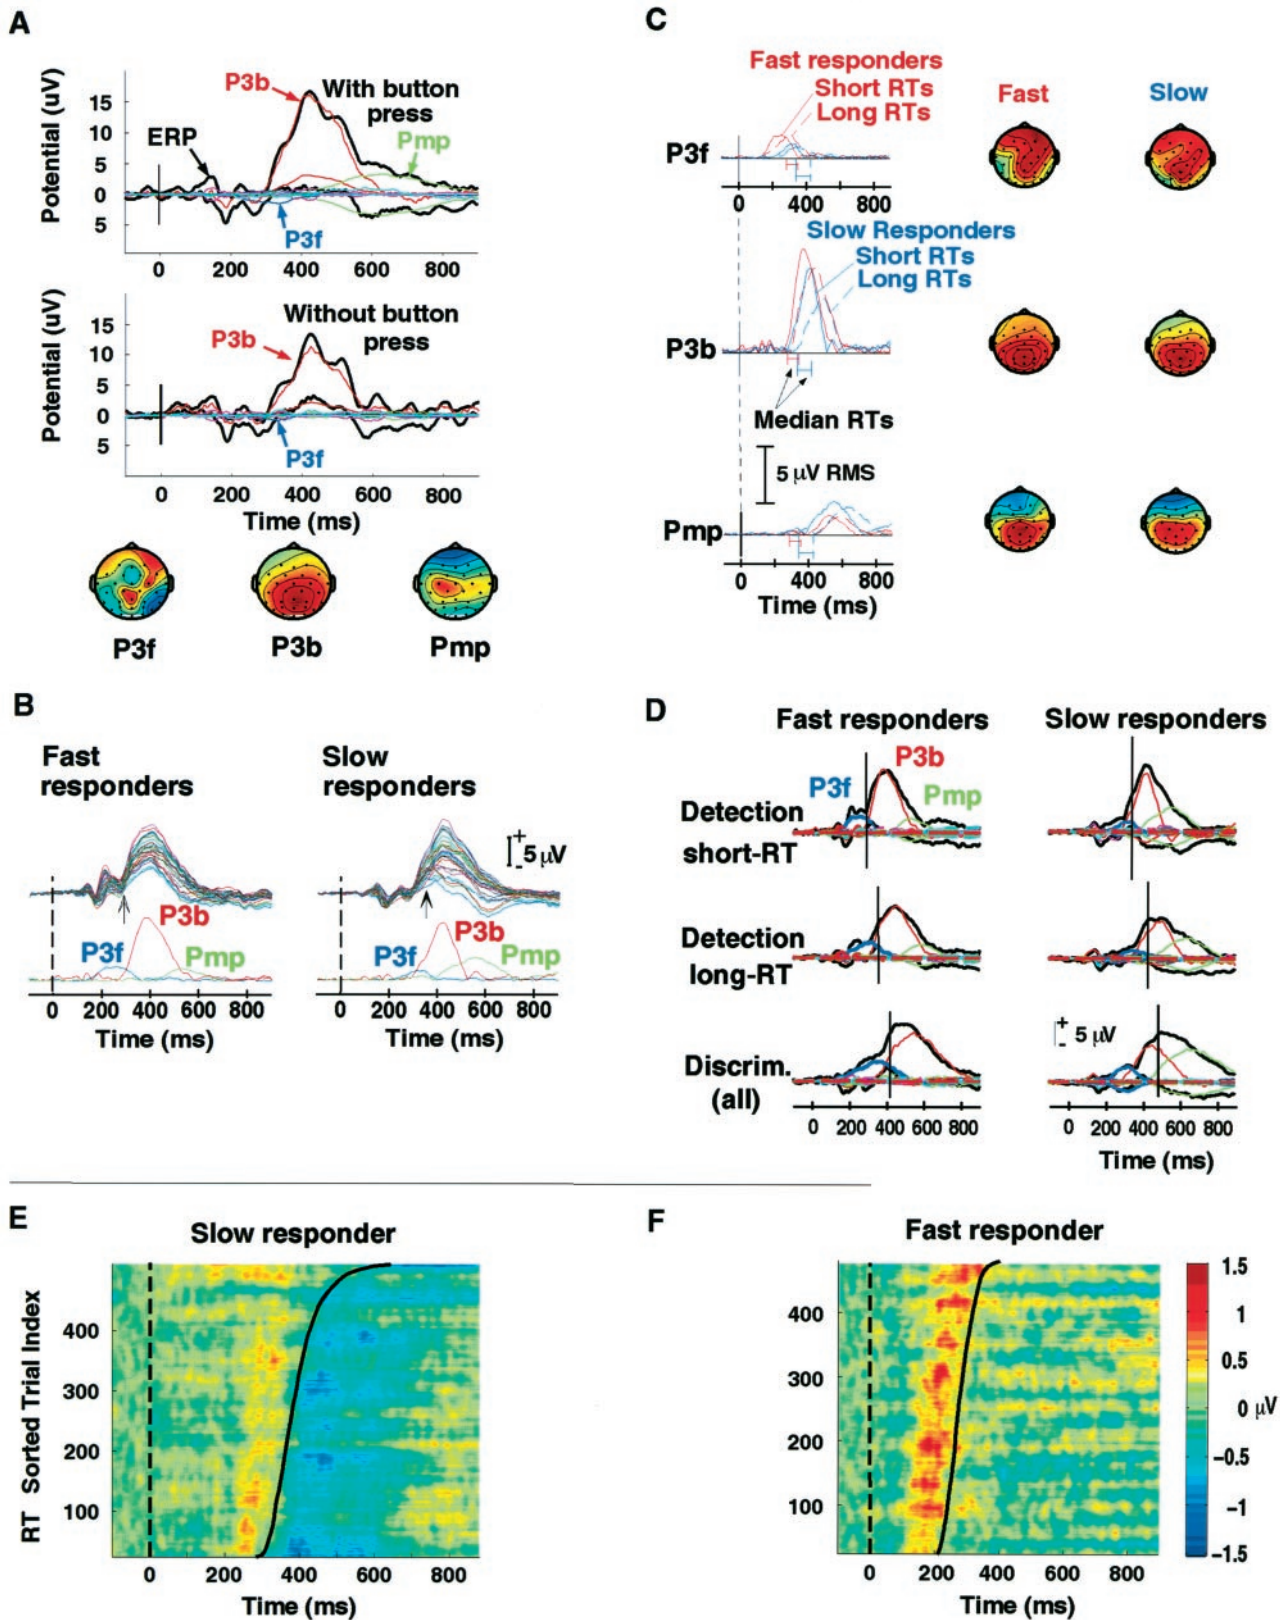 A
Potential (uV)
15
10
5
0
5
P3b
With button
press
ERP
Pmp
P3f
0 200 400 600 800
Potential (uV)
15
10
5
0
5
Without button
press
P3b
P3f
0 200 400 600 800
Time (ms)
P3f P3b Pmp
B
Fast
responders
Slow
responders
+
5 μV
-
P3b
P3f
Pmp
P3b
P3f
Pmp
0 200 400 600 800
Time (ms)
0 200 400 600 800
Time (ms)
C
Fast responders
Short RTs
Long RTs
Fast
Slow
P3f
0 400 800
Slow Responders
Short RTs
Long RTs
P3b
Median RTs
5 μV RMS
Pmp
0 400 800
Time (ms)
D
Fast responders
Slow responders
P3b
P3f
Pmp
Detection
short-RT
Detection
long-RT
Discrim.
(all)
+
5 μV
-
0 200 400 600 800
0 200 400 600 800
Time (ms)
Time (ms)
E
Slow responder
RT Sorted Trial Index
400
300
200
100
0 200 400 600 800
Time (ms)
F
Fast responder
400
300
200
100
0 200 400 600 800
Time (ms)
1.5
1
0.5
0 μV
-0.5
-1
-1.5